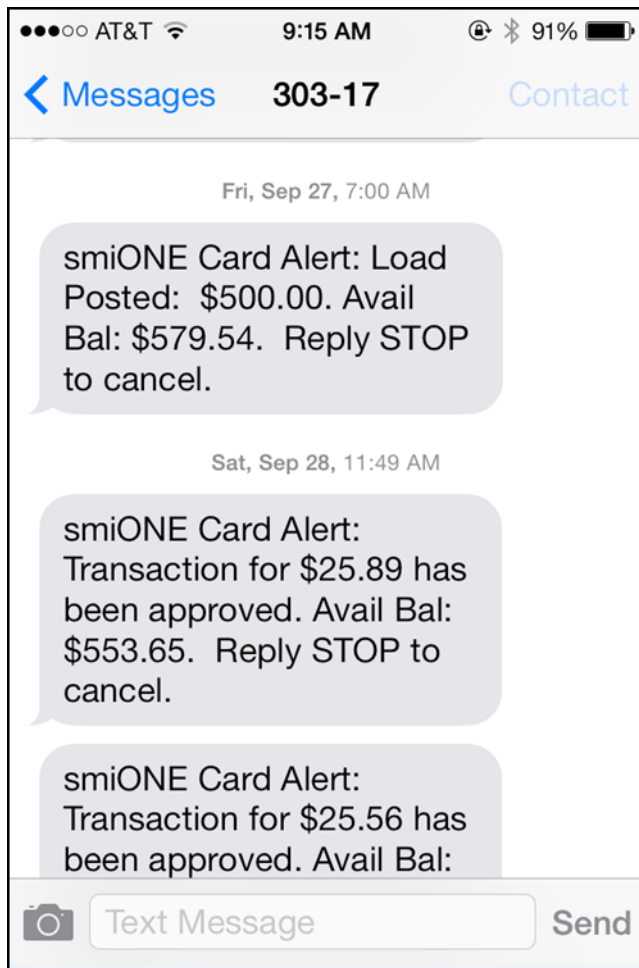 AT&T 9:15 AM 91%
Messages 303-17 Contact
Fri, Sep 27, 7:00 AM
smiONE Card Alert: Load
Posted:  $500.00. Avail
Bal: $579.54.  Reply STOP
to cancel.
Sat, Sep 28, 11:49 AM
smiONE Card Alert:
Transaction for $25.89 has
been approved. Avail Bal:
$553.65.  Reply STOP to
cancel.
smiONE Card Alert:
Transaction for $25.56 has
been approved. Avail Bal:
Text Message Send